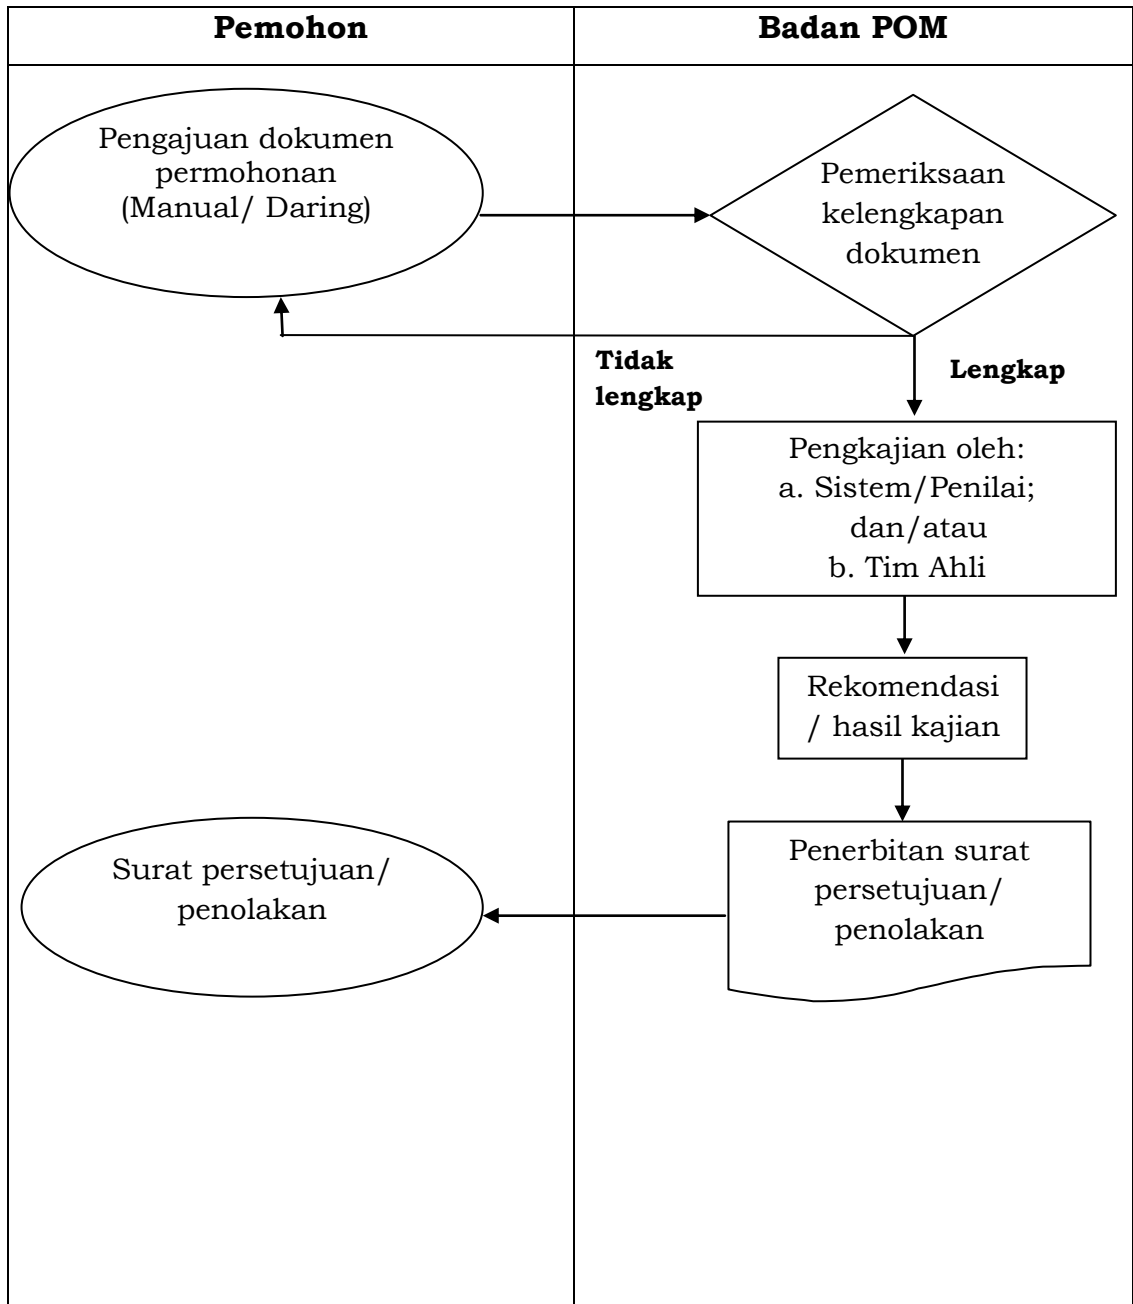 Pemohon
Badan POM
Pengajuan dokumen
permohonan
(Manual/ Daring)
Pemeriksaan
kelengkapan
dokumen
Tidak
lengkap
Lengkap
Pengkajian oleh:
a. Sistem/Penilai;
dan/atau
b. Tim Ahli
Rekomendasi
/ hasil kajian
Penerbitan surat
persetujuan/
penolakan
Surat persetujuan/
penolakan